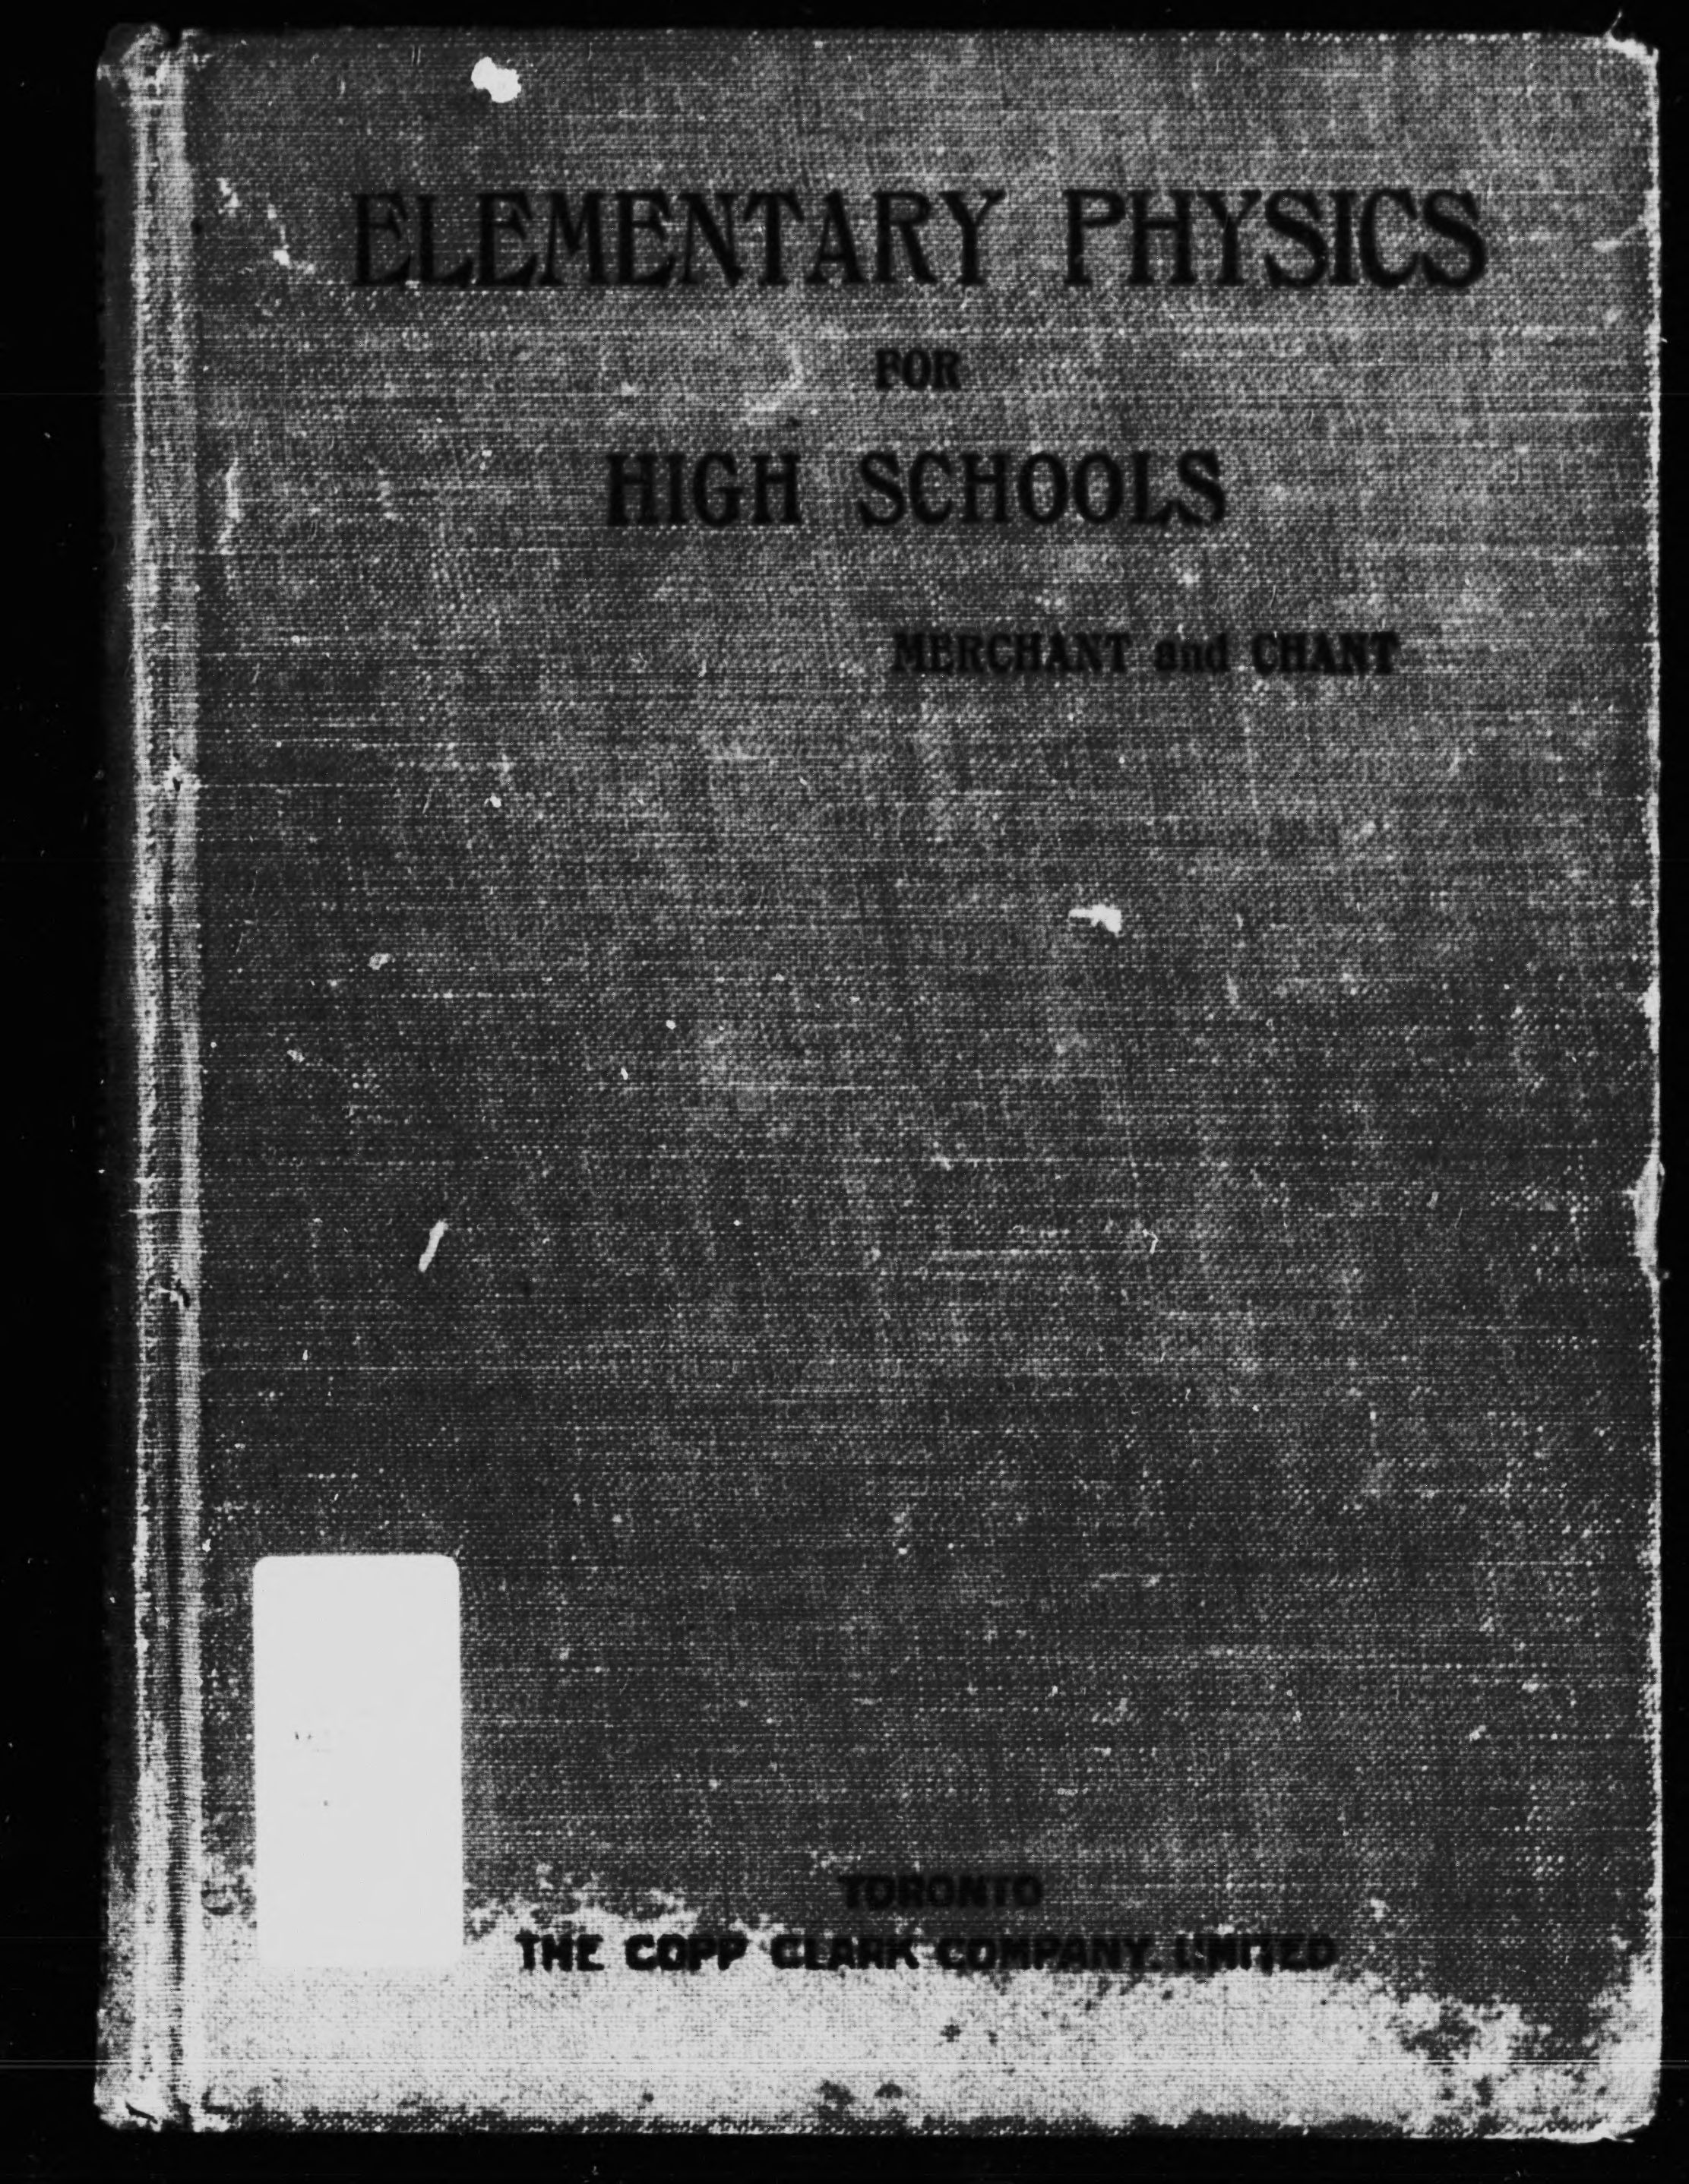 ELEMENTARY PHYSICS
FOR
HIGH SCHOOLS
MERCHANT and CHANT
TORONTO
THE COPP CLARK COMPANY LIMITED